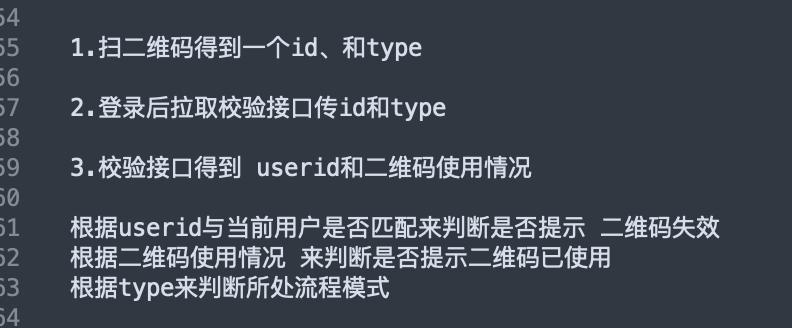 54
55 1.扫二维码得到一个id、和type
56
57 2.登录后拉取校验接口传id和type
58
59 3.校验接口得到 userid和二维码使用情况
60
61 根据userid与当前用户是否匹配来判断是否提示 二维码失效
62 根据二维码使用情况 来判断是否提示二维码已使用
63 根据type来判断所处流程模式
64